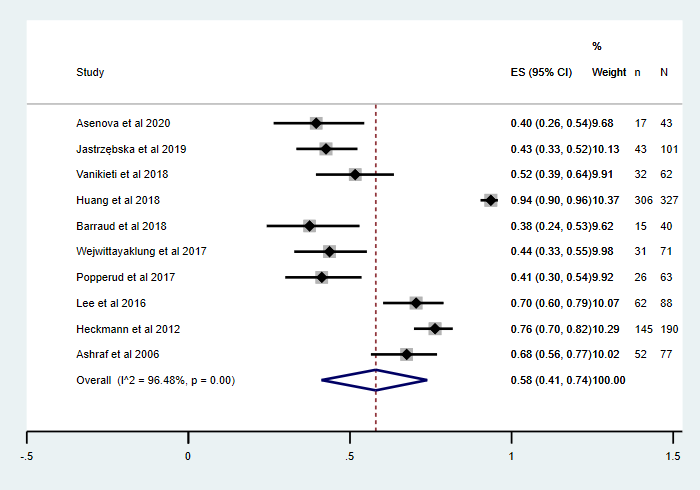 %
Study ES (95% CI) Weight n N
Asenova et al 2020 0.40 (0.26, 0.54) 9.68 17 43
Jastrzębska et al 2019 0.43 (0.33, 0.52) 10.13 43 101
Vanikieti et al 2018 0.52 (0.39, 0.64) 9.91 32 62
Huang et al 2018 0.94 (0.90, 0.96) 10.37 306 327
Barraud et al 2018 0.38 (0.24, 0.53) 9.62 15 40
Wejwittayaklung et al 2017 0.44 (0.33, 0.55) 9.98 31 71
Popperud et al 2017 0.41 (0.30, 0.54) 9.92 26 63
Lee et al 2016 0.70 (0.60, 0.79) 10.07 62 88
Heckmann et al 2012 0.76 (0.70, 0.82) 10.29 145 190
Ashraf et al 2006 0.68 (0.56, 0.77) 10.02 52 77
Overall (I^2 = 96.48%, p = 0.00) 0.58 (0.41, 0.74) 100.00
-.5 0 .5 1 1.5